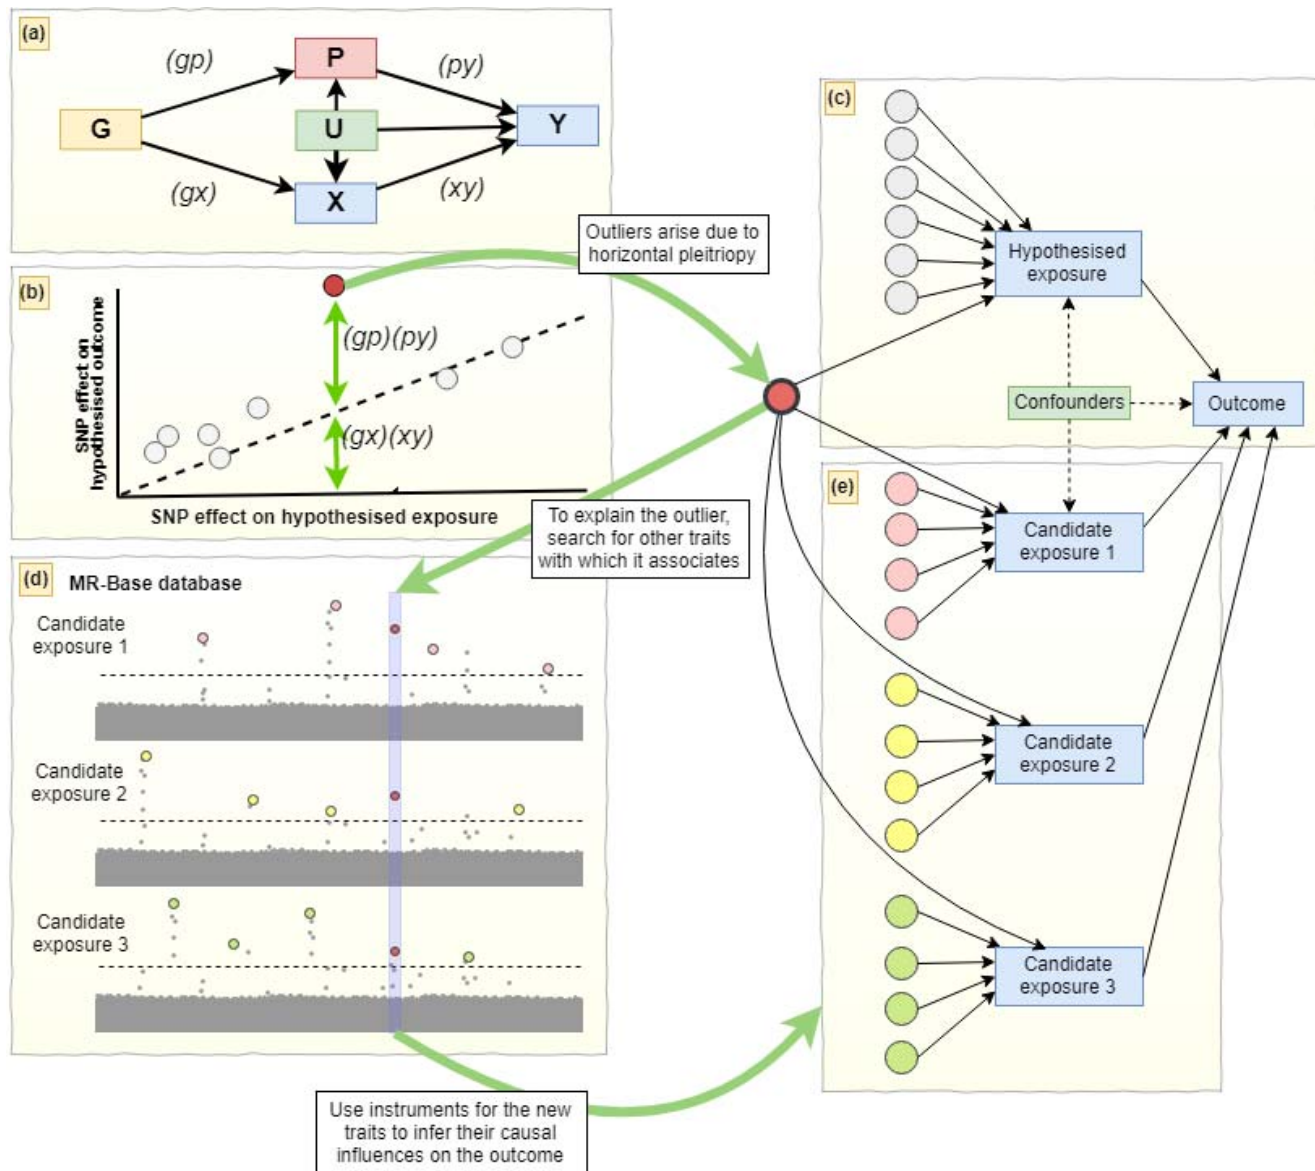 (a)
P
(gp)
(py)
G
U
Y
(gx)
X
(xy)
Outliers arise due to
horizontal pleitriopy
(b)
SNP effect on
hypothesised outcome
(gp)(py)
(gx)(xy)
SNP effect on hypothesised exposure
(c)
Hypothesised
exposure
Confounders
Outcome
To explain the outlier,
search for other traits
with which it associates
(d)
MR-Base database
Candidate
exposure 1
Candidate
exposure 2
Candidate
exposure 3
(e)
Candidate
exposure 1
Candidate
exposure 2
Candidate
exposure 3
Use instruments for the new
traits to infer their causal
influences on the outcome